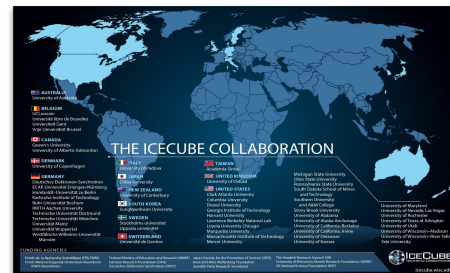 THE ICECUBE COLLABORATION
AUSTRALIA
University of Adelaide
BELGIUM
UCLouvain
Université libre de Bruxelles
Universiteit Gent
Vrije Universiteit Brussel
CANADA
Queen's University
University of Alberta–Edmonton
DENMARK
University of Copenhagen
GERMANY
Deutsches Elektronen-Synchrotron
ECAP, Universität Erlangen-Nürnberg
Humboldt-Universität zu Berlin
Karlsruhe Institute of Technology
Ruhr-Universität Bochum
RWTH Aachen University
Technische Universität Dortmund
Technische Universität München
Universität Mainz
Universität Wuppertal
Westfälische Wilhelms-Universität
Münster
ITALY
University of Padova
JAPAN
Chiba University
NEW ZEALAND
University of Canterbury
SOUTH KOREA
Sungkyunkwan University
SWEDEN
Stockholms universitet
Uppsala universitet
SWITZERLAND
Université de Genève
TAIWAN
Academia Sinica
UNITED KINGDOM
University of Oxford
UNITED STATES
Clark Atlanta University
Columbia University
Drexel University
Georgia Institute of Technology
Harvard University
Lawrence Berkeley National Lab
Loyola University Chicago
Marquette University
Massachusetts Institute of Technology
Mercer University
Michigan State University
Ohio State University
Pennsylvania State University
South Dakota School of Mines
and Technology
Southern University
and A&M College
Stony Brook University
University of Alabama
University of Alaska Anchorage
University of California, Berkeley
University of California, Irvine
University of Delaware
University of Kansas
University of Maryland
University of Nevada, Las Vegas
University of Rochester
University of Texas at Arlington
University of Utah
University of Wisconsin–Madison
University of Wisconsin–River Falls
Yale University
FUNDING AGENCIES
ICECUBE
icecube.wisc.edu